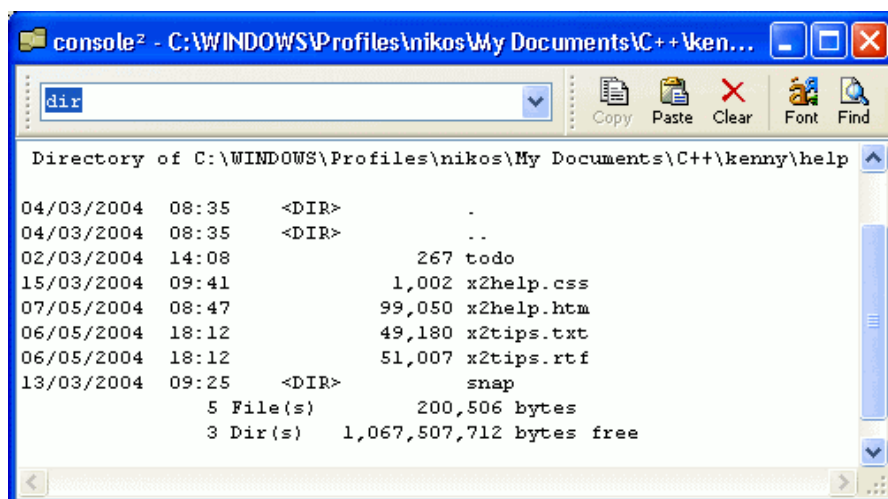 console² - C:\WINDOWS\Profiles\nikos\My Documents\C++\ken...
dir
Copy Paste Clear Font Find
Directory of C:\WINDOWS\Profiles\nikos\My Documents\C++\kenny\help
04/03/2004 08:35 <DIR> .
04/03/2004 08:35 <DIR> ..
02/03/2004 14:08 267 todo
15/03/2004 09:41 1,002 x2help.css
07/05/2004 08:47 99,050 x2help.htm
06/05/2004 18:12 49,180 x2tips.txt
06/05/2004 18:12 51,007 x2tips.rtf
13/03/2004 09:25 <DIR> snap
5 File(s) 200,506 bytes
3 Dir(s) 1,067,507,712 bytes free